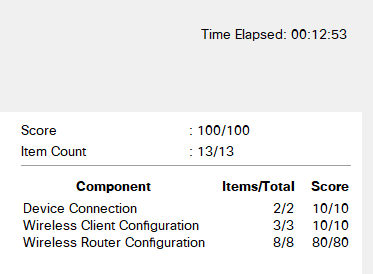 Time Elapsed: 00:12:53
Score : 100/100
Item Count : 13/13
Component Items/Total Score
Device Connection 2/2 10/10
Wireless Client Configuration 3/3 10/10
Wireless Router Configuration 8/8 80/80